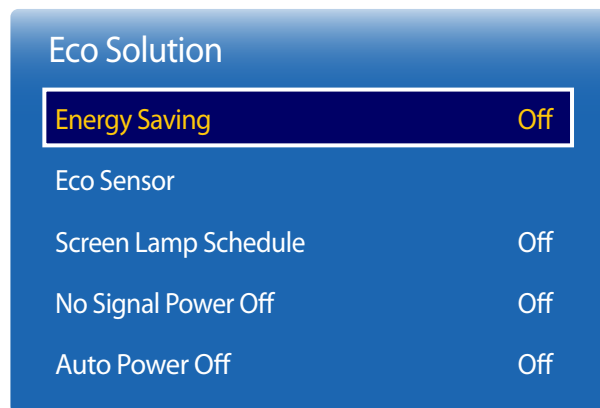 Eco Solution
Energy Saving Off
Eco Sensor
Screen Lamp Schedule Off
No Signal Power Off Off
Auto Power Off Off